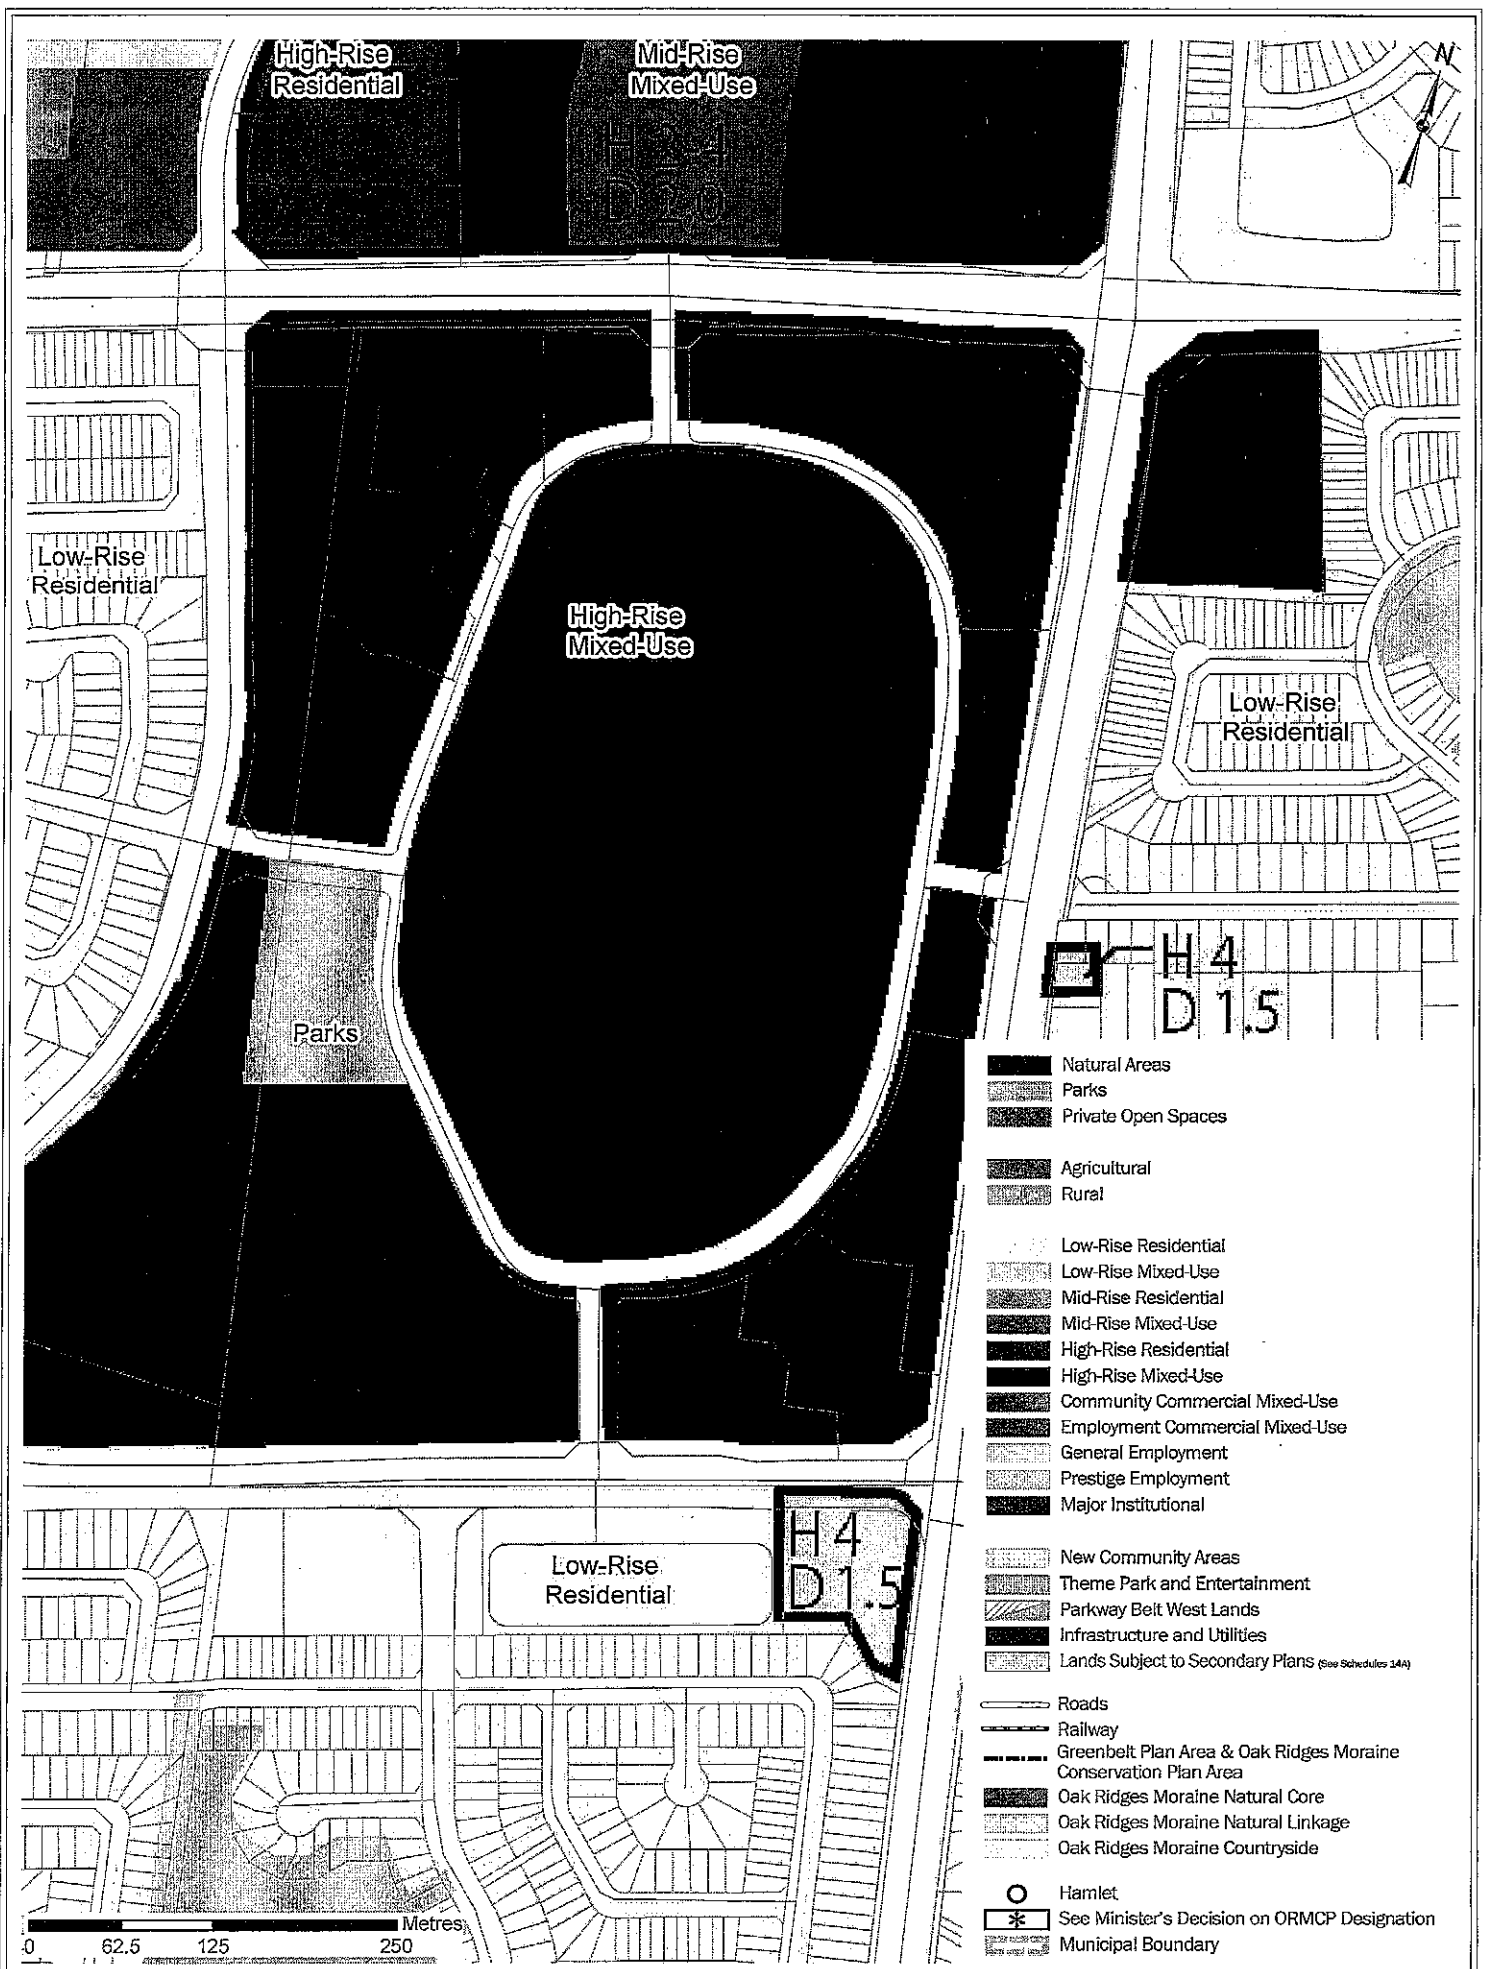 High-Rise
Residential
Mid-Rise
Mixed-Use
N
H 24
Low-Rise
Residential
High-Rise
Mixed-Use
Low-Rise
Residential
H 4
D 1.5
Parks
Natural Areas
Parks
Private Open Spaces
Agricultural
Rural
Low-Rise Residential
Low-Rise Mixed-Use
Mid-Rise Residential
Mid-Rise Mixed-Use
High-Rise Residential
High-Rise Mixed-Use
Community Commercial Mixed-Use
Employment Commercial Mixed-Use
General Employment
Prestige Employment
Major Institutional
New Community Areas
Theme Park and Entertainment
Parkway Belt West Lands
Infrastructure and Utilities
Lands Subject to Secondary Plans (See Schedules 14A)
Roads
Railway
Greenbelt Plan Area & Oak Ridges Moraine
Conservation Plan Area
Oak Ridges Moraine Natural Core
Oak Ridges Moraine Natural Linkage
Oak Ridges Moraine Countryside
Hamlet
See Minister's Decision on ORMCP Designation
Municipal Boundary
H 4
D 1.5
Low-Rise
Residential
Metres
0 62.5 125 250